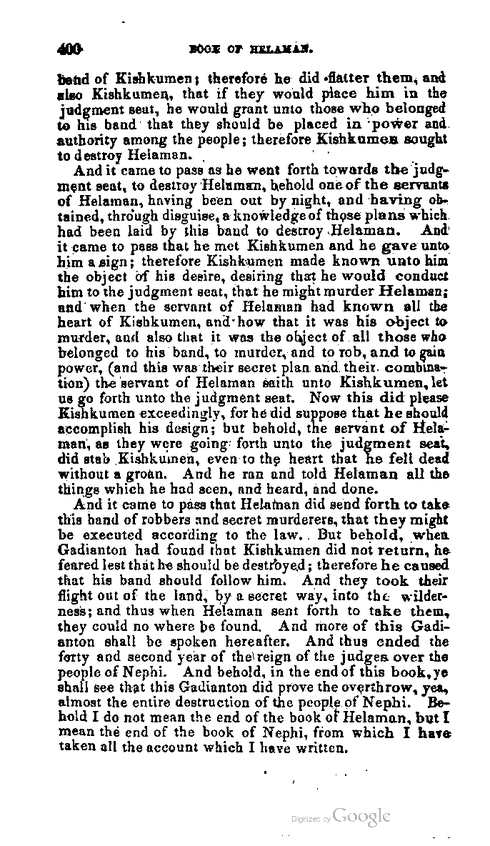 400 BOOK OF HELAMAN.
band of Kishkumen; therefore he did flatter them, and
also Kishkumen, that if they would place him in the
judgment seat, he would grant unto those who belonged
to his band that they should be placed in power and
authority among the people; therefore Kishkumen sought
to destroy Helaman.
And it came to pass as he went forth towards the judg-
ment seat, to destroy Helaman, behold one of the servants
of Helaman, having been out by night, and having ob-
tained, through disguise, a knowledge of those plans which
had been laid by this band to destroy Helaman. And
it came to pass that he met Kishkumen and he gave unto
him a sign; therefore Kishkumen made known unto him
the object of his desire, desiring that he would conduct
him to the judgment seat, that he might murder Helaman;
and when the servant of Helaman had known all the
heart of Kishkumen, and how that it was his object to
murder, and also that it was the object of all those who
belonged to his band, to murder, and to rob, and to gain
power, (and this was their secret plan and their combina-
tion) the servant of Helaman saith unto Kishkumen, let
us go forth unto the judgment seat. Now this did please
Kishkumen exceedingly, for he did suppose that he should
accomplish his design; but behold, the servant of Hela-
man, as they were going forth unto the judgment seat,
did stab Kishkumen, even to the heart that he fell dead
without a groan. And he ran and told Helaman all the
things which he had seen, and heard, and done.
And it came to pass that Helaman did send forth to take
this band of robbers and secret murderers, that they might
be executed according to the law. But behold, when
Gadianton had found that Kishkumen did not return, he
feared lest that he should be destroyed; therefore he caused
that his band should follow him. And they took their
flight out of the land, by a secret way, into the wilder-
ness; and thus when Helaman sent forth to take them,
they could no where be found. And more of this Gadi-
anton shall be spoken hereafter. And thus ended the
forty and second year of the reign of the judges over the
people of Nephi. And behold, in the end of this book, ye
shall see that this Gadianton did prove the overthrow, yea,
almost the entire destruction of the people of Nephi. Be-
hold I do not mean the end of the book of Helaman, but I
mean the end of the book of Nephi, from which I have
taken all the account which I have written.
Digitized by Google